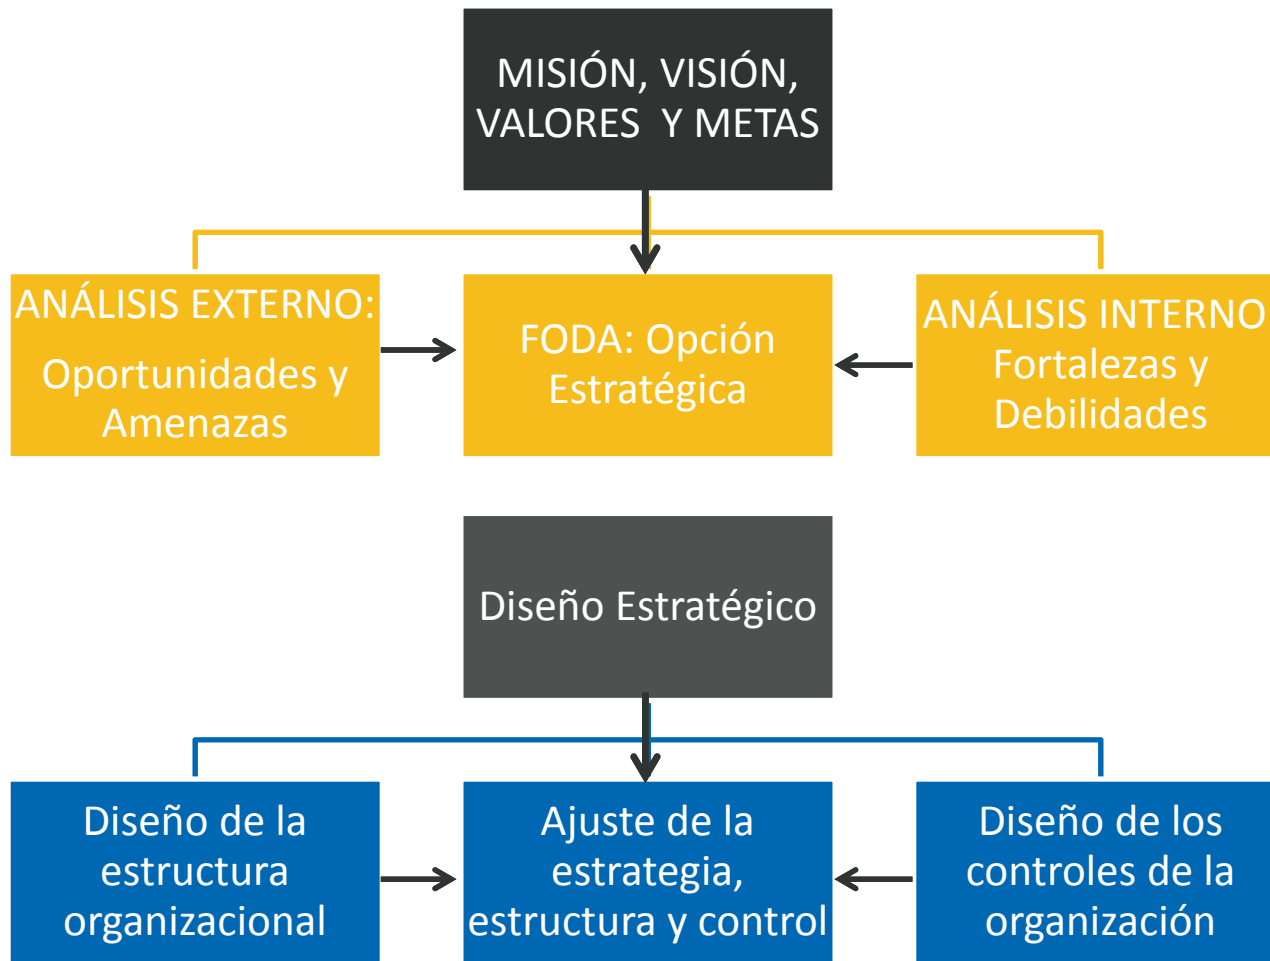 MISIÓN, VISIÓN,
VALORES Y METAS
ANÁLISIS EXTERNO:
Oportunidades y
Amenazas
FODA: Opción
Estratégica
ANÁLISIS INTERNO
Fortalezas y
Debilidades
Diseño Estratégico
Diseño de la
estructura
organizacional
Ajuste de la
estrategia,
estructura y control
Diseño de los
controles de la
organización